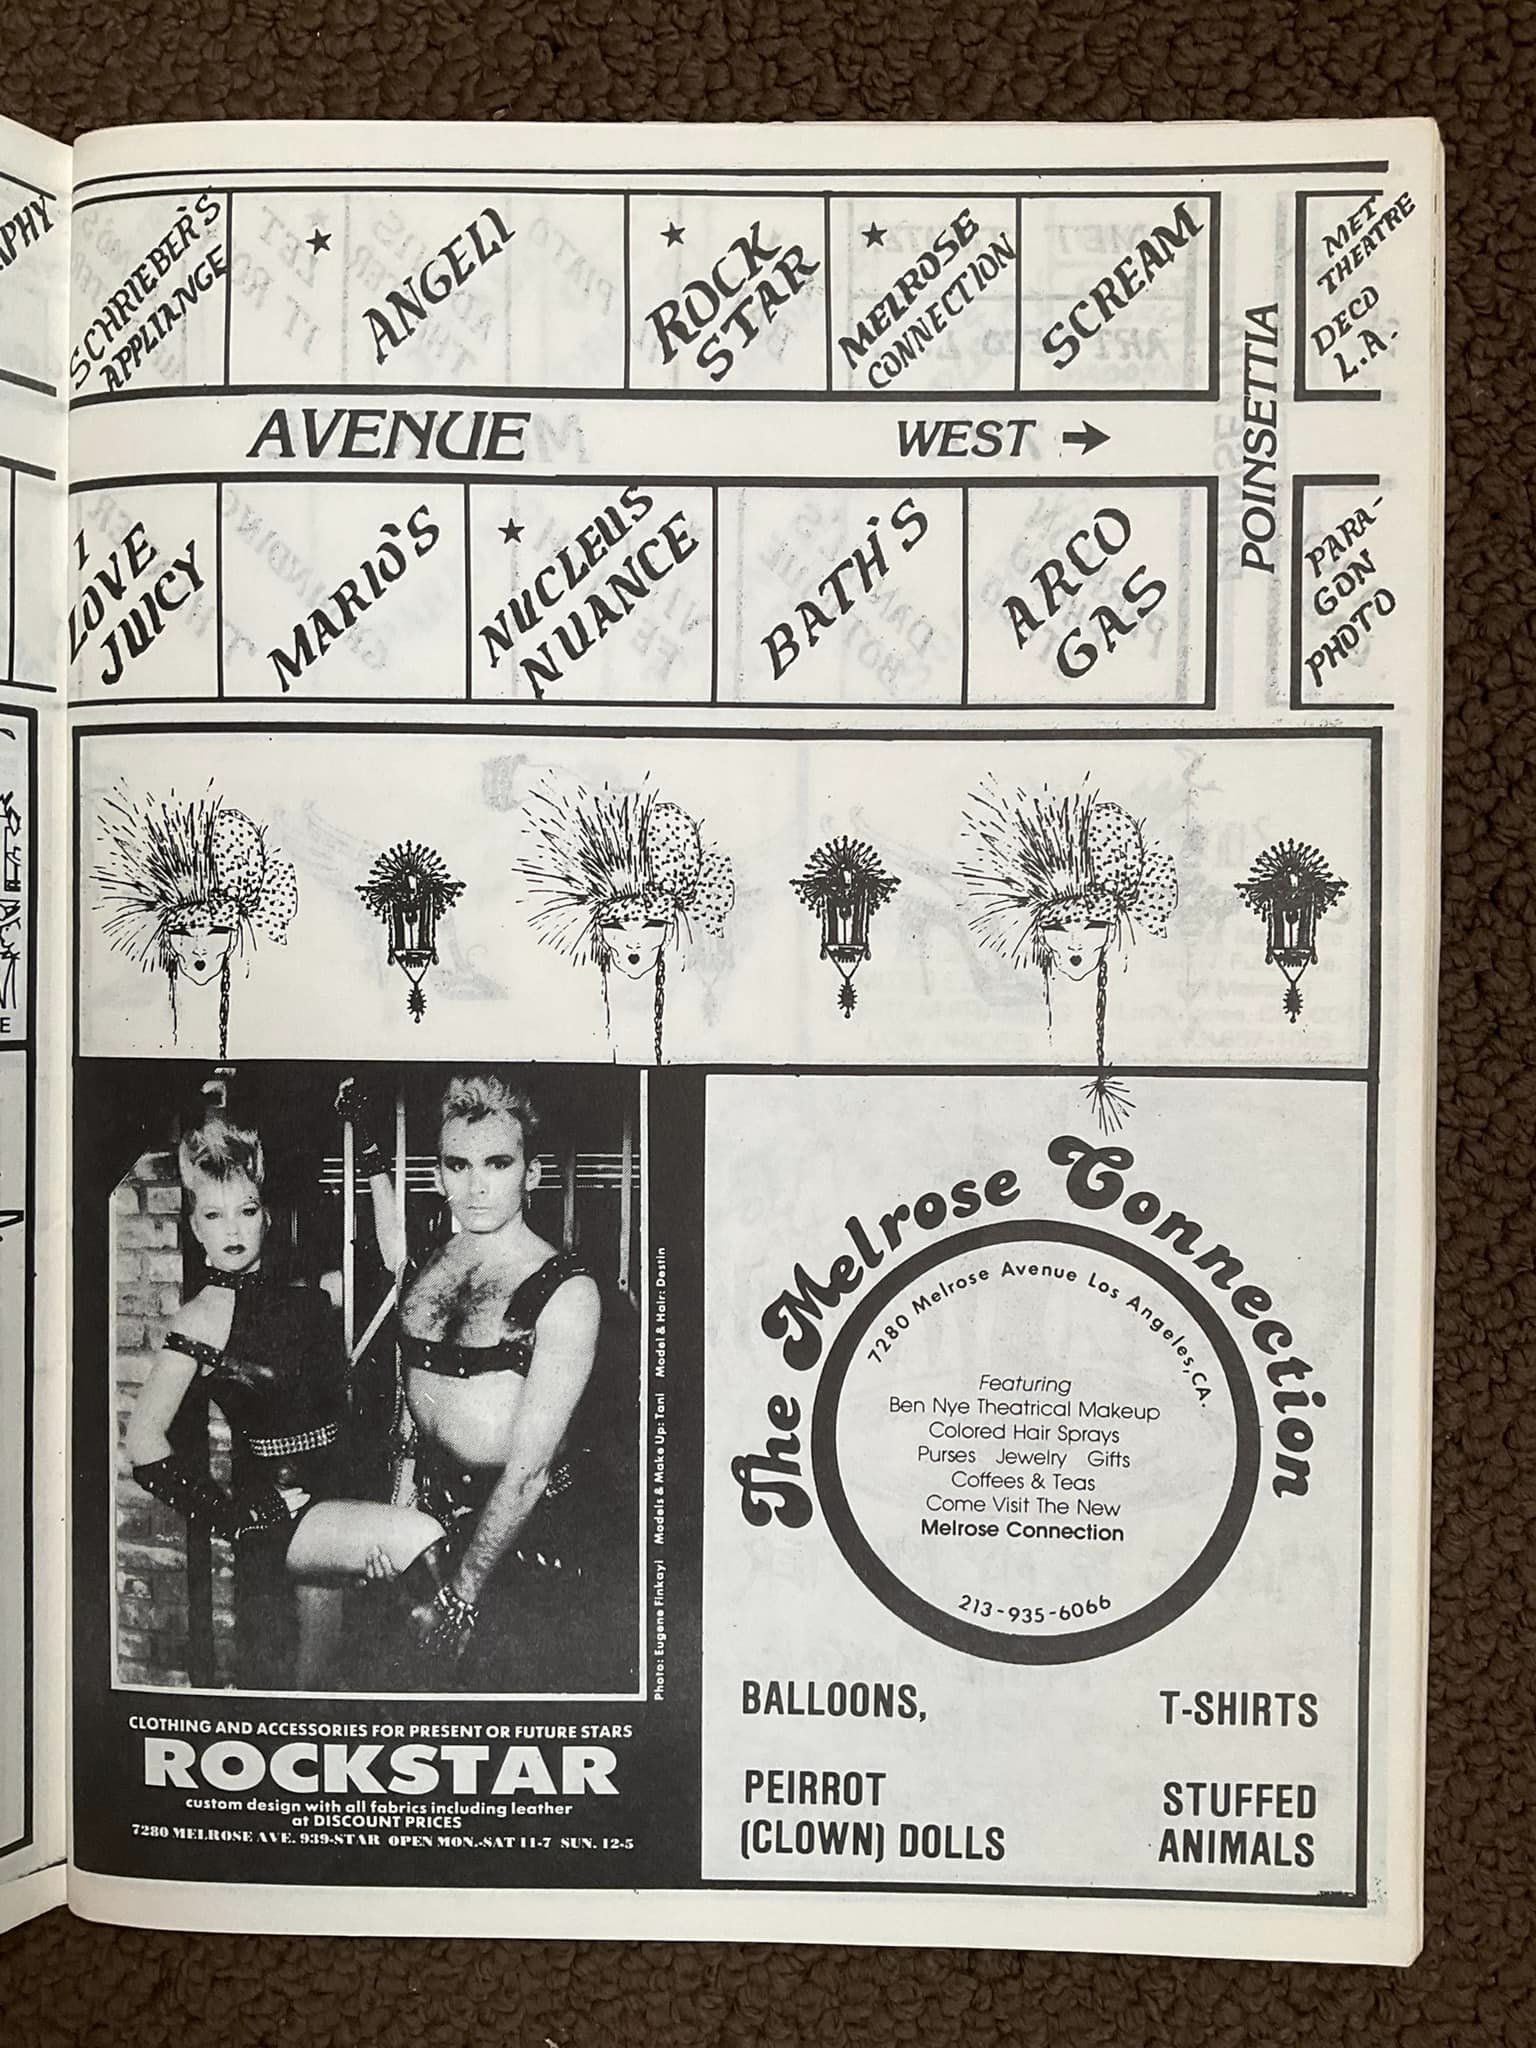 APHY
SCHRIEBER'S
APPLIANGE
★
ANGELI
★
ROCK
STAR
★
MELROSE
CONNECTION
SCREAM
MET
THEATRE
DECO
L.A.
AVENUE
WEST →
POINSETTIA
I
LOVE
JUICY
MARIO'S
★
NUCLEUS
NUANCE
BATH'S
ARCO
GAS
PARA-
GON
PHOTO
E
Photo: Eugene Finkayi Models & Make Up: Tani Model & Hair: Destin
CLOTHING AND ACCESSORIES FOR PRESENT OR FUTURE STARS
ROCKSTAR
custom design with all fabrics including leather
at DISCOUNT PRICES
7280 MELROSE AVE. 939-STAR OPEN MON.-SAT 11-7 SUN. 12-5
The Melrose Connection
7280 Melrose Avenue Los Angeles, CA.
Featuring
Ben Nye Theatrical Makeup
Colored Hair Sprays
Purses Jewelry Gifts
Coffees & Teas
Come Visit The New
Melrose Connection
213-935-6066
BALLOONS,
T-SHIRTS
PEIRROT
(CLOWN) DOLLS
STUFFED
ANIMALS